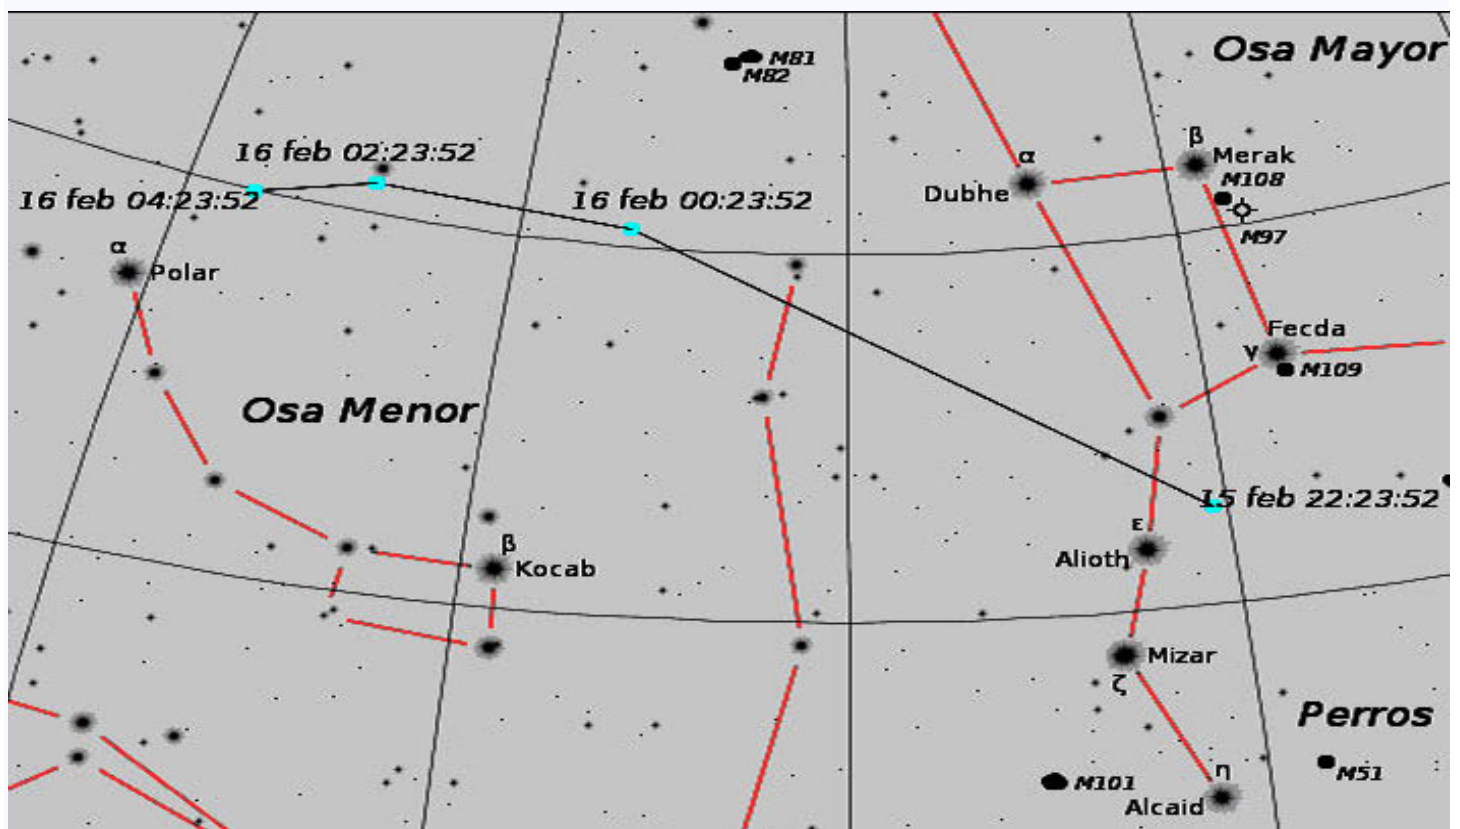 Osa Mayor
M81
M82
β
16 feb 02:23:52
α
Merak
M108
Dubhe
16 feb 04:23:52
16 feb 00:23:52
M97
α
Polar
Fecda
γ
M109
Osa Menor
15 feb 22:23:52
ε
β
Alioth
Kocab
Mizar
ζ
Perros
η
M51
M101
Alcaid